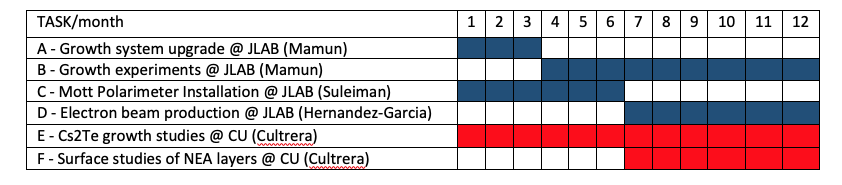 TASK/month 1 2 3 4 5 6 7 8 9 10 11 12
A - Growth system upgrade @ JLAB (Mamun)
B - Growth experiments @ JLAB (Mamun)
C - Mott Polarimeter Installation @ JLAB (Suleiman)
D - Electron beam production @ JLAB (Hernandez-Garcia)
E - Cs2Te growth studies @ CU (Cultrera)
F - Surface studies of NEA layers @ CU (Cultrera)